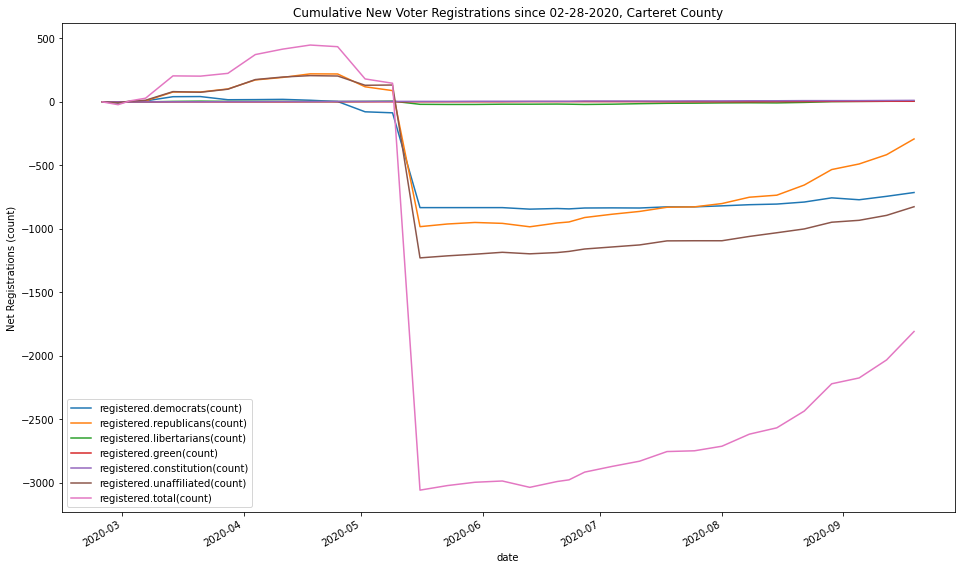 Cumulative New Voter Registrations since 02-28-2020, Carteret County
Net Registrations (count)
500
0
−500
−1000
−1500
−2000
−2500
−3000
registered.democrats(count)
registered.republicans(count)
registered.libertarians(count)
registered.green(count)
registered.constitution(count)
registered.unaffiliated(count)
registered.total(count)
2020-03
2020-04
2020-05
2020-06
2020-07
2020-08
2020-09
date